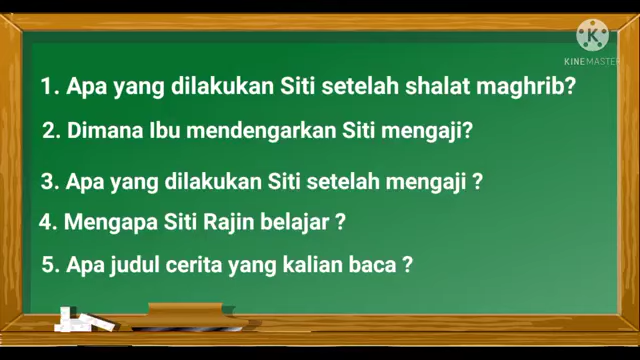 KINEMASTER
1. Apa yang dilakukan Siti setelah shalat maghrib?
2. Dimana Ibu mendengarkan Siti mengaji?
3. Apa yang dilakukan Siti setelah mengaji ?
4. Mengapa Siti Rajin belajar ?
5. Apa judul cerita yang kalian baca ?